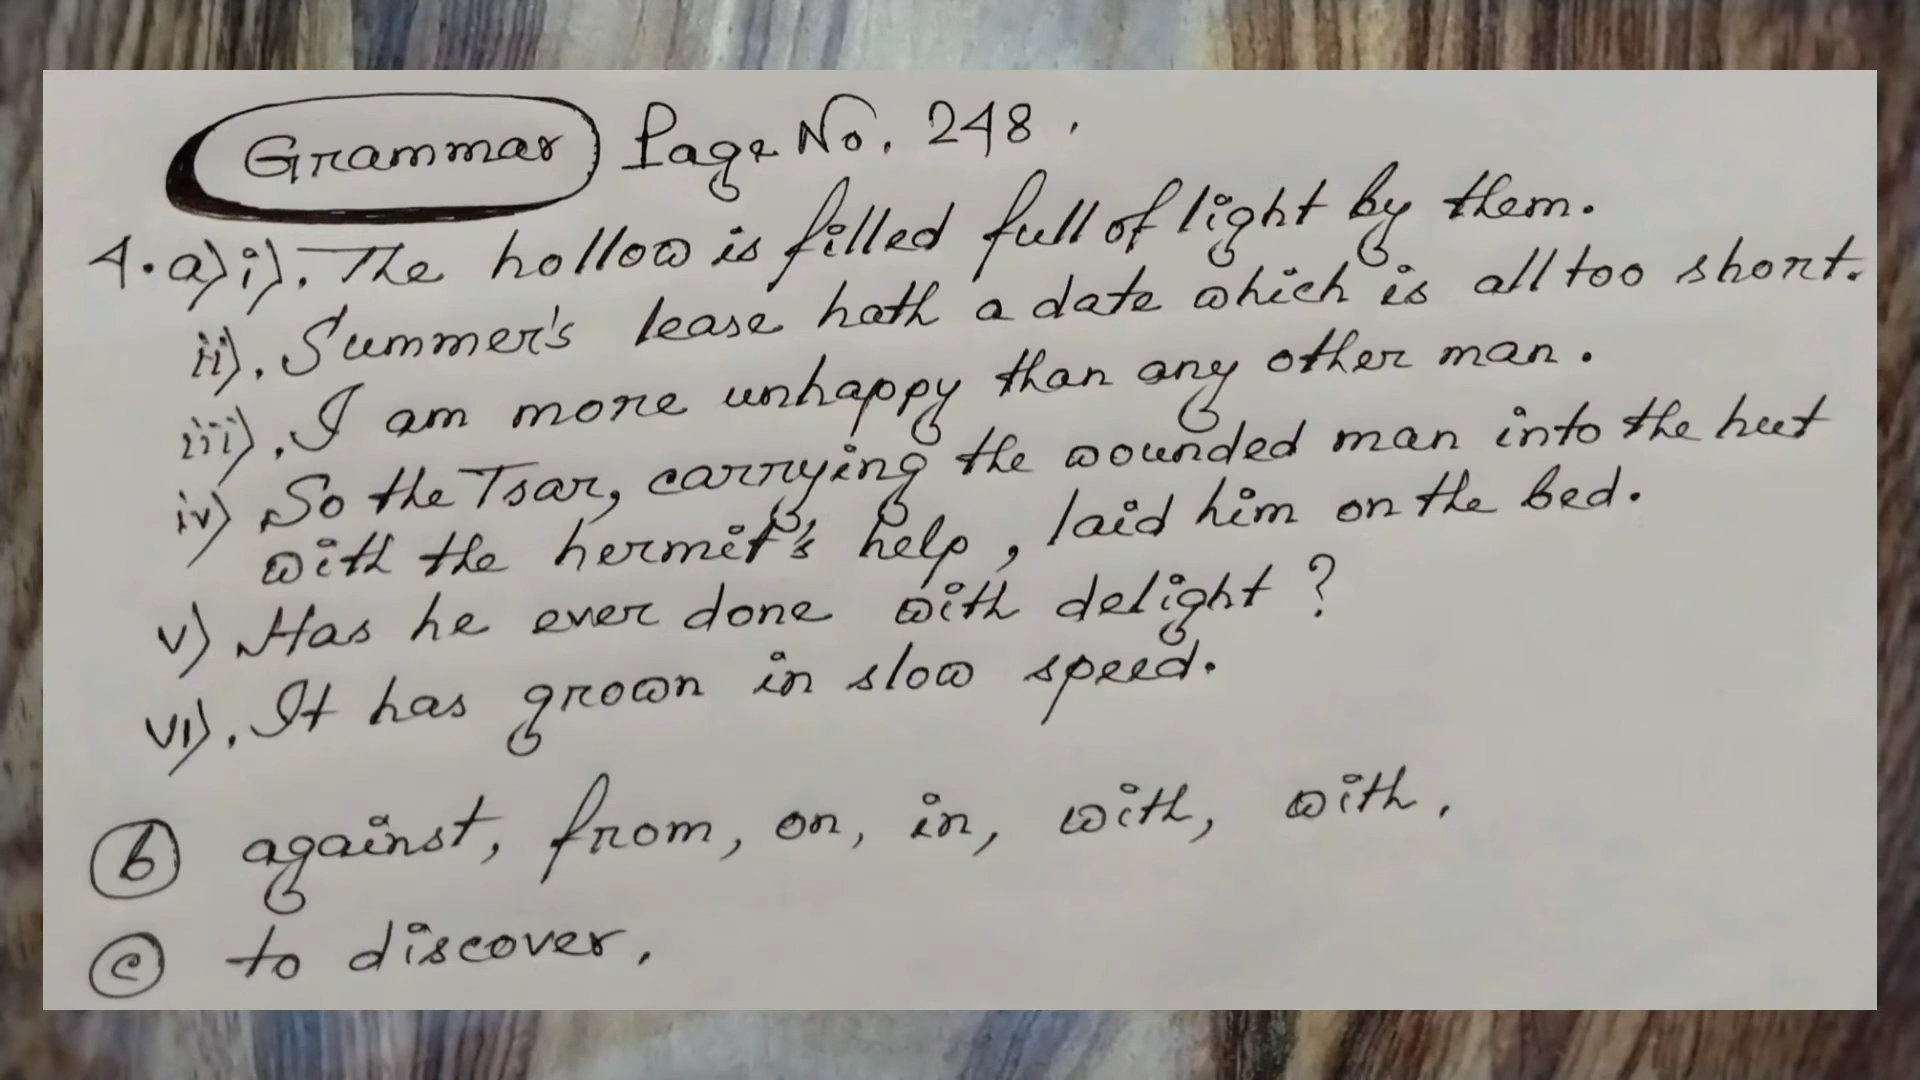 Grammar Page No. 248.
4. a) i). The hollow is filled full of light by them.
ii). Summer's lease hath a date which is all too short.
iii). I am more unhappy than any other man.
iv) So the Tsar, carrying the wounded man into the hut
with the hermit's help, laid him on the bed.
v) Has he ever done with delight?
vi). It has grown in slow speed.
b against, from, on, in, with, with.
c to discover.